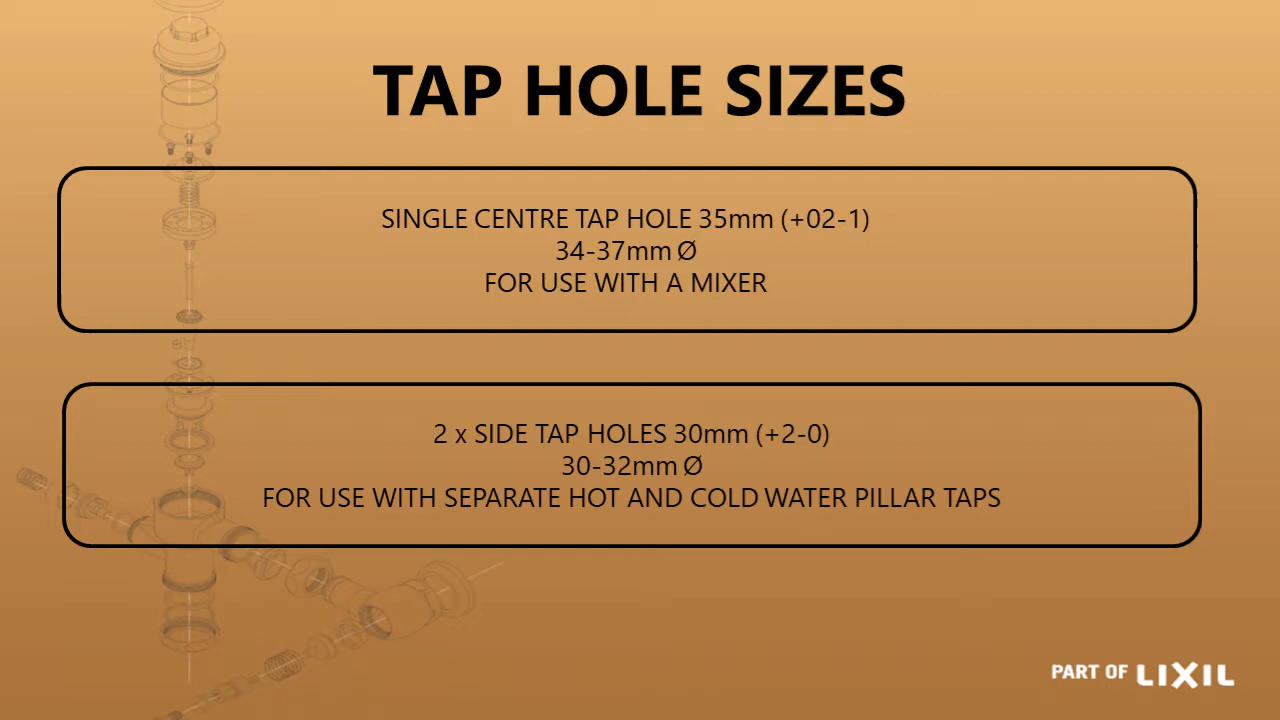 TAP HOLE SIZES
SINGLE CENTRE TAP HOLE 35mm (+02-1)
34-37mm Ø
FOR USE WITH A MIXER
2 x SIDE TAP HOLES 30mm (+2-0)
30-32mm Ø
FOR USE WITH SEPARATE HOT AND COLD WATER PILLAR TAPS
PART OF LIXIL